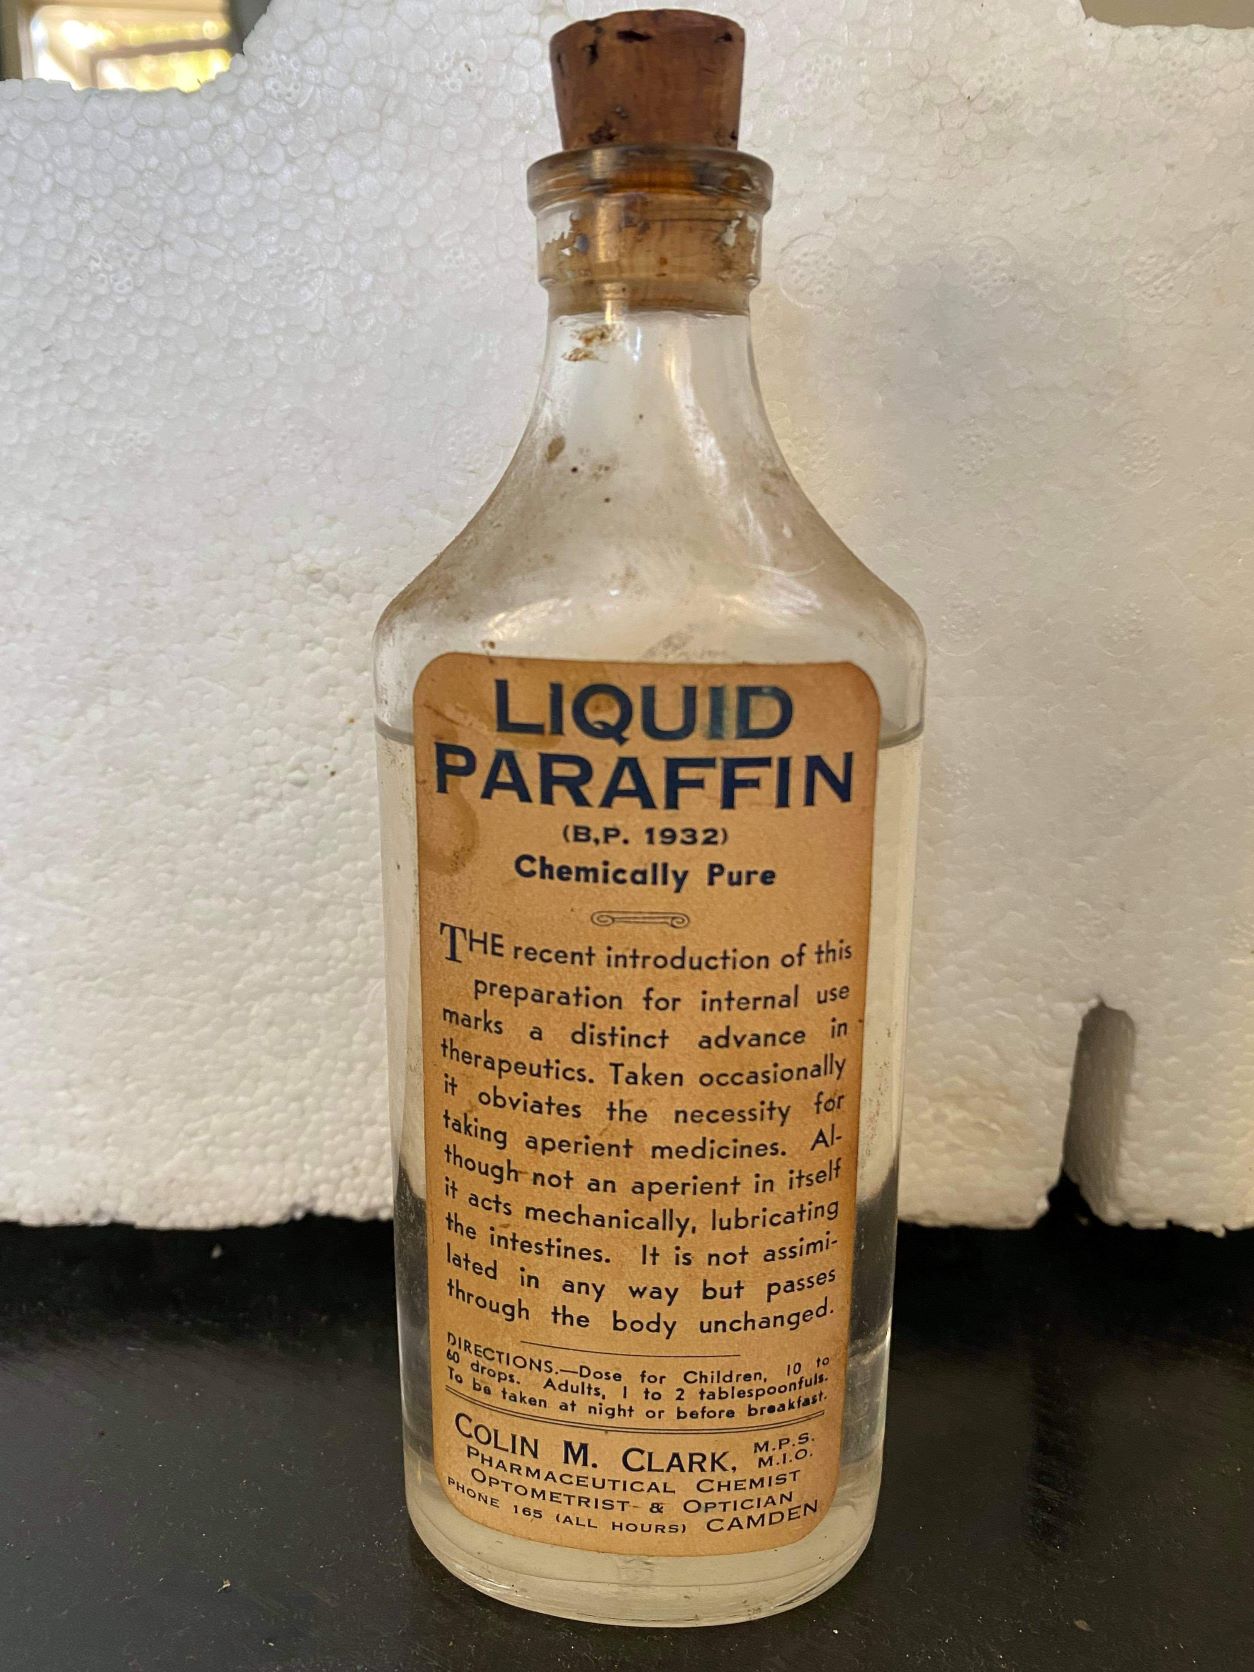 LIQUID
PARAFFIN
(B,P. 1932)
Chemically Pure
THE recent introduction of this
preparation for internal use
marks a distinct advance in
therapeutics. Taken occasionally
it obviates the necessity for
taking aperient medicines. Al-
though not an aperient in itself
it acts mechanically, lubricating
the intestines. It is not assimi-
lated in any way but passes
through the body unchanged.
DIRECTIONS.—Dose for Children, 10 to
60 drops. Adults, 1 to 2 tablespoonfuls.
To be taken at night or before breakfast.
COLIN M. CLARK, M.P.S.
M.I.O.
PHARMACEUTICAL CHEMIST
OPTOMETRIST & OPTICIAN
PHONE 165 (ALL HOURS) CAMDEN